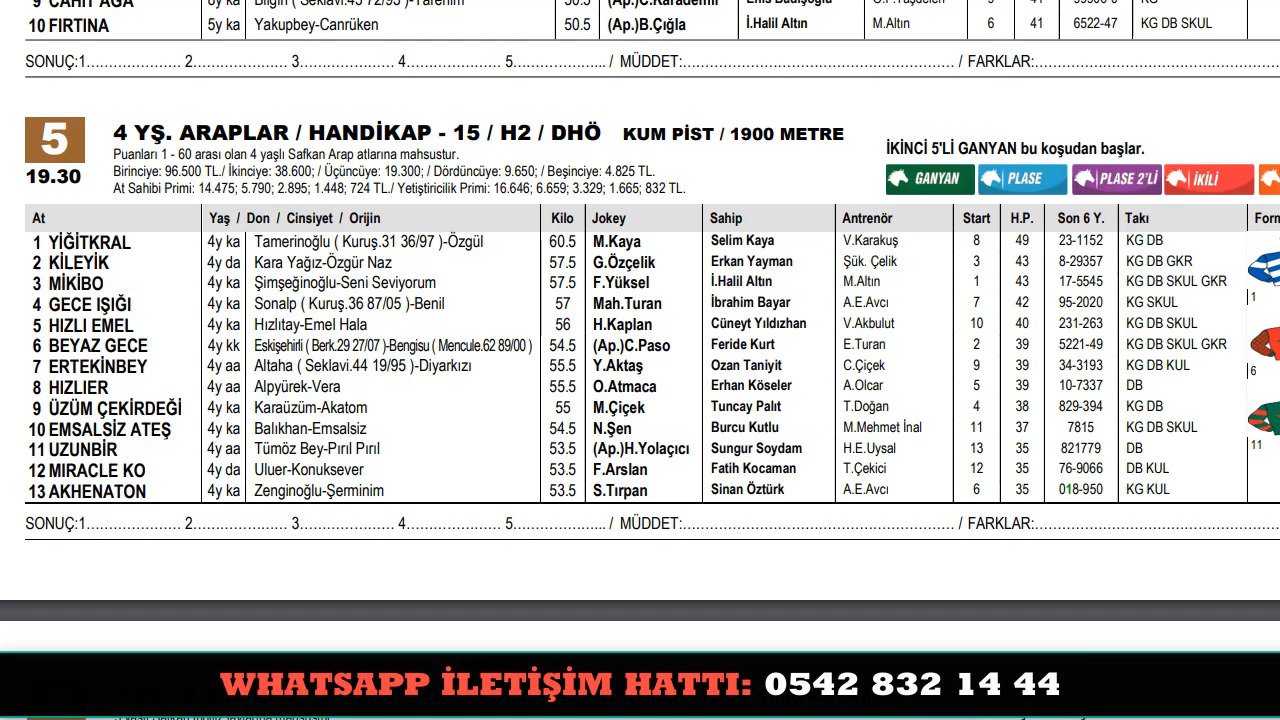 10 FIRTINA 5y ka Yakupbey-Canrüken 50.5 (Ap.)B.Çığla İ.Halil Altın M.Altın 6 41 6522-47 KG DB SKUL
SONUÇ:1...................... 2....................... 3....................... 4....................... 5...................... / MÜDDET:................................................................ / FARKLAR:................................................................
5
19.30
4 YŞ. ARAPLAR / HANDİKAP - 15 / H2 / DHÖ KUM PİST / 1900 METRE
Puanları 1 - 60 arası olan 4 yaşlı Safkan Arap atlarına mahsustur.
Birinciye: 96.500 TL./ İkinciye: 38.600; / Üçüncüye: 19.300; / Dördüncüye: 9.650; / Beşinciye: 4.825 TL.
At Sahibi Primi: 14.475; 5.790; 2.895; 1.448; 724 TL./ Yetiştiricilik Primi: 16.646; 6.659; 3.329; 1.665; 832 TL.
İKİNCİ 5'Lİ GANYAN bu koşudan başlar.
GANYAN PLASE PLASE 2'Lİ İKİLİ
At Yaş / Don / Cinsiyet / Orijin Kilo Jokey Sahip Antrenör Start H.P. Son 6 Y. Takı Form
1 YİĞİTKRAL 4y ka Tamerinoğlu ( Kuruş.31 36/97 )-Özgül 60.5 M.Kaya Selim Kaya V.Karakuş 8 49 23-1152 KG DB
2 KİLEYİK 4y da Kara Yağız-Özgür Naz 57.5 G.Özçelik Erkan Yayman Şük. Çelik 3 43 8-29357 KG DB GKR
3 MİKİBO 4y ka Şimşeğinoğlu-Seni Seviyorum 57.5 F.Yüksel İ.Halil Altın M.Altın 1 43 17-5545 KG DB SKUL GKR
4 GECE IŞIĞI 4y ka Sonalp ( Kuruş.36 87/05 )-Benil 57 Mah.Turan İbrahim Bayar A.E.Avcı 7 42 95-2020 KG SKUL
5 HIZLI EMEL 4y ka Hızlıtay-Emel Hala 56 H.Kaplan Cüneyt Yıldızhan V.Akbulut 10 40 231-263 KG DB SKUL
6 BEYAZ GECE 4y kk Eskişehirli ( Berk.29 27/07 )-Bengisu ( Mencule.62 89/00 ) 54.5 (Ap.)C.Paso Feride Kurt E.Turan 2 39 5221-49 KG DB SKUL GKR
7 ERTEKİNBEY 4y aa Altaha ( Seklavi.44 19/95 )-Diyarkızı 55.5 Y.Aktaş Ozan Taniyit C.Çiçek 9 39 34-3193 KG DB KUL
8 HIZLIER 4y aa Alpyürek-Vera 55.5 O.Atmaca Erhan Köseler A.Olcar 5 39 10-7337 DB
9 ÜZÜM ÇEKİRDEĞİ 4y ka Karaüzüm-Akatom 55 M.Çiçek Tuncay Palıt T.Doğan 4 38 829-394 KG DB
10 EMSALSİZ ATEŞ 4y ka Balıkhan-Emsalsiz 54.5 N.Şen Burcu Kutlu M.Mehmet İnal 11 37 7815 KG DB SKUL
11 UZUNBİR 4y aa Tümöz Bey-Pırıl Pırıl 53.5 (Ap.)H.Yolaçıcı Sungur Soydam H.E.Uysal 13 35 821779 DB
12 MIRACLE KO 4y da Uluer-Konuksever 53.5 F.Arslan Fatih Kocaman T.Çekici 12 35 76-9066 DB KUL
13 AKHENATON 4y ka Zenginoğlu-Şerminim 53.5 S.Tırpan Sinan Öztürk A.E.Avcı 6 35 018-950 KG KUL
1
6
11
SONUÇ:1...................... 2....................... 3....................... 4....................... 5...................... / MÜDDET:................................................................ / FARKLAR:................................................................
WHATSAPP İLETİŞİM HATTI: 0542 832 14 44